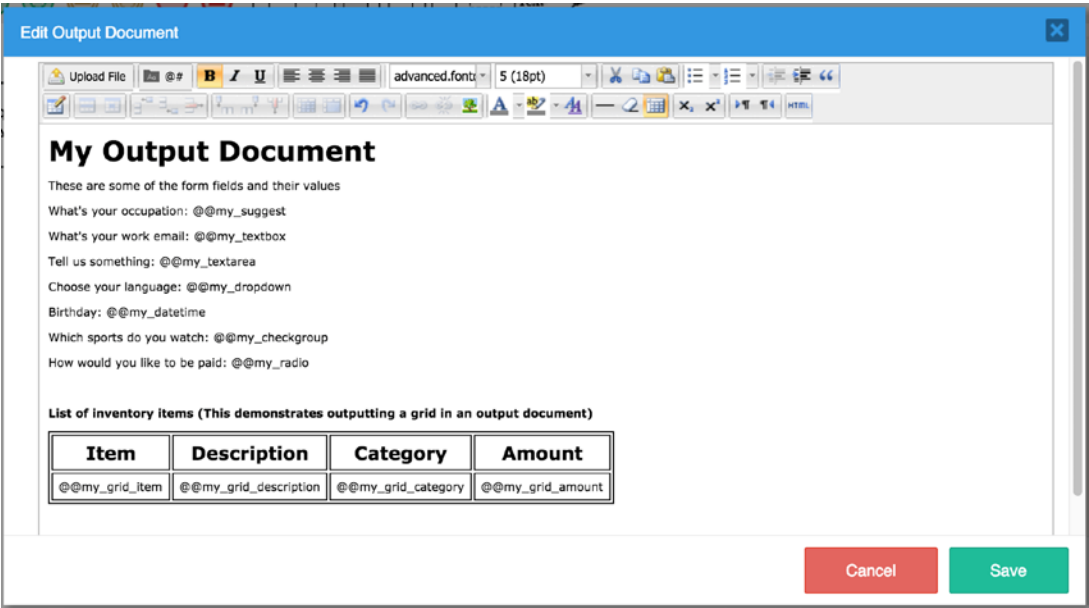 Edit Output Document
Upload File @# B I U advanced.font 5 (18pt)
A ab A X₂ X² HTML
My Output Document
These are some of the form fields and their values
What's your occupation: @@my_suggest
What's your work email: @@my_textbox
Tell us something: @@my_textarea
Choose your language: @@my_dropdown
Birthday: @@my_datetime
Which sports do you watch: @@my_checkgroup
How would you like to be paid: @@my_radio
List of inventory items (This demonstrates outputting a grid in an output document)
Item Description Category Amount
@@my_grid_item @@my_grid_description @@my_grid_category @@my_grid_amount
Cancel Save